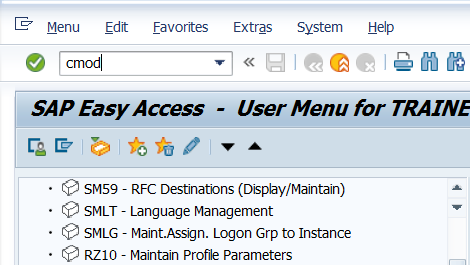 Menu Edit Favorites Extras System Help
cmod
SAP Easy Access - User Menu for TRAINE
SM59 - RFC Destinations (Display/Maintain)
SMLT - Language Management
SMLG - Maint.Assign. Logon Grp to Instance
RZ10 - Maintain Profile Parameters